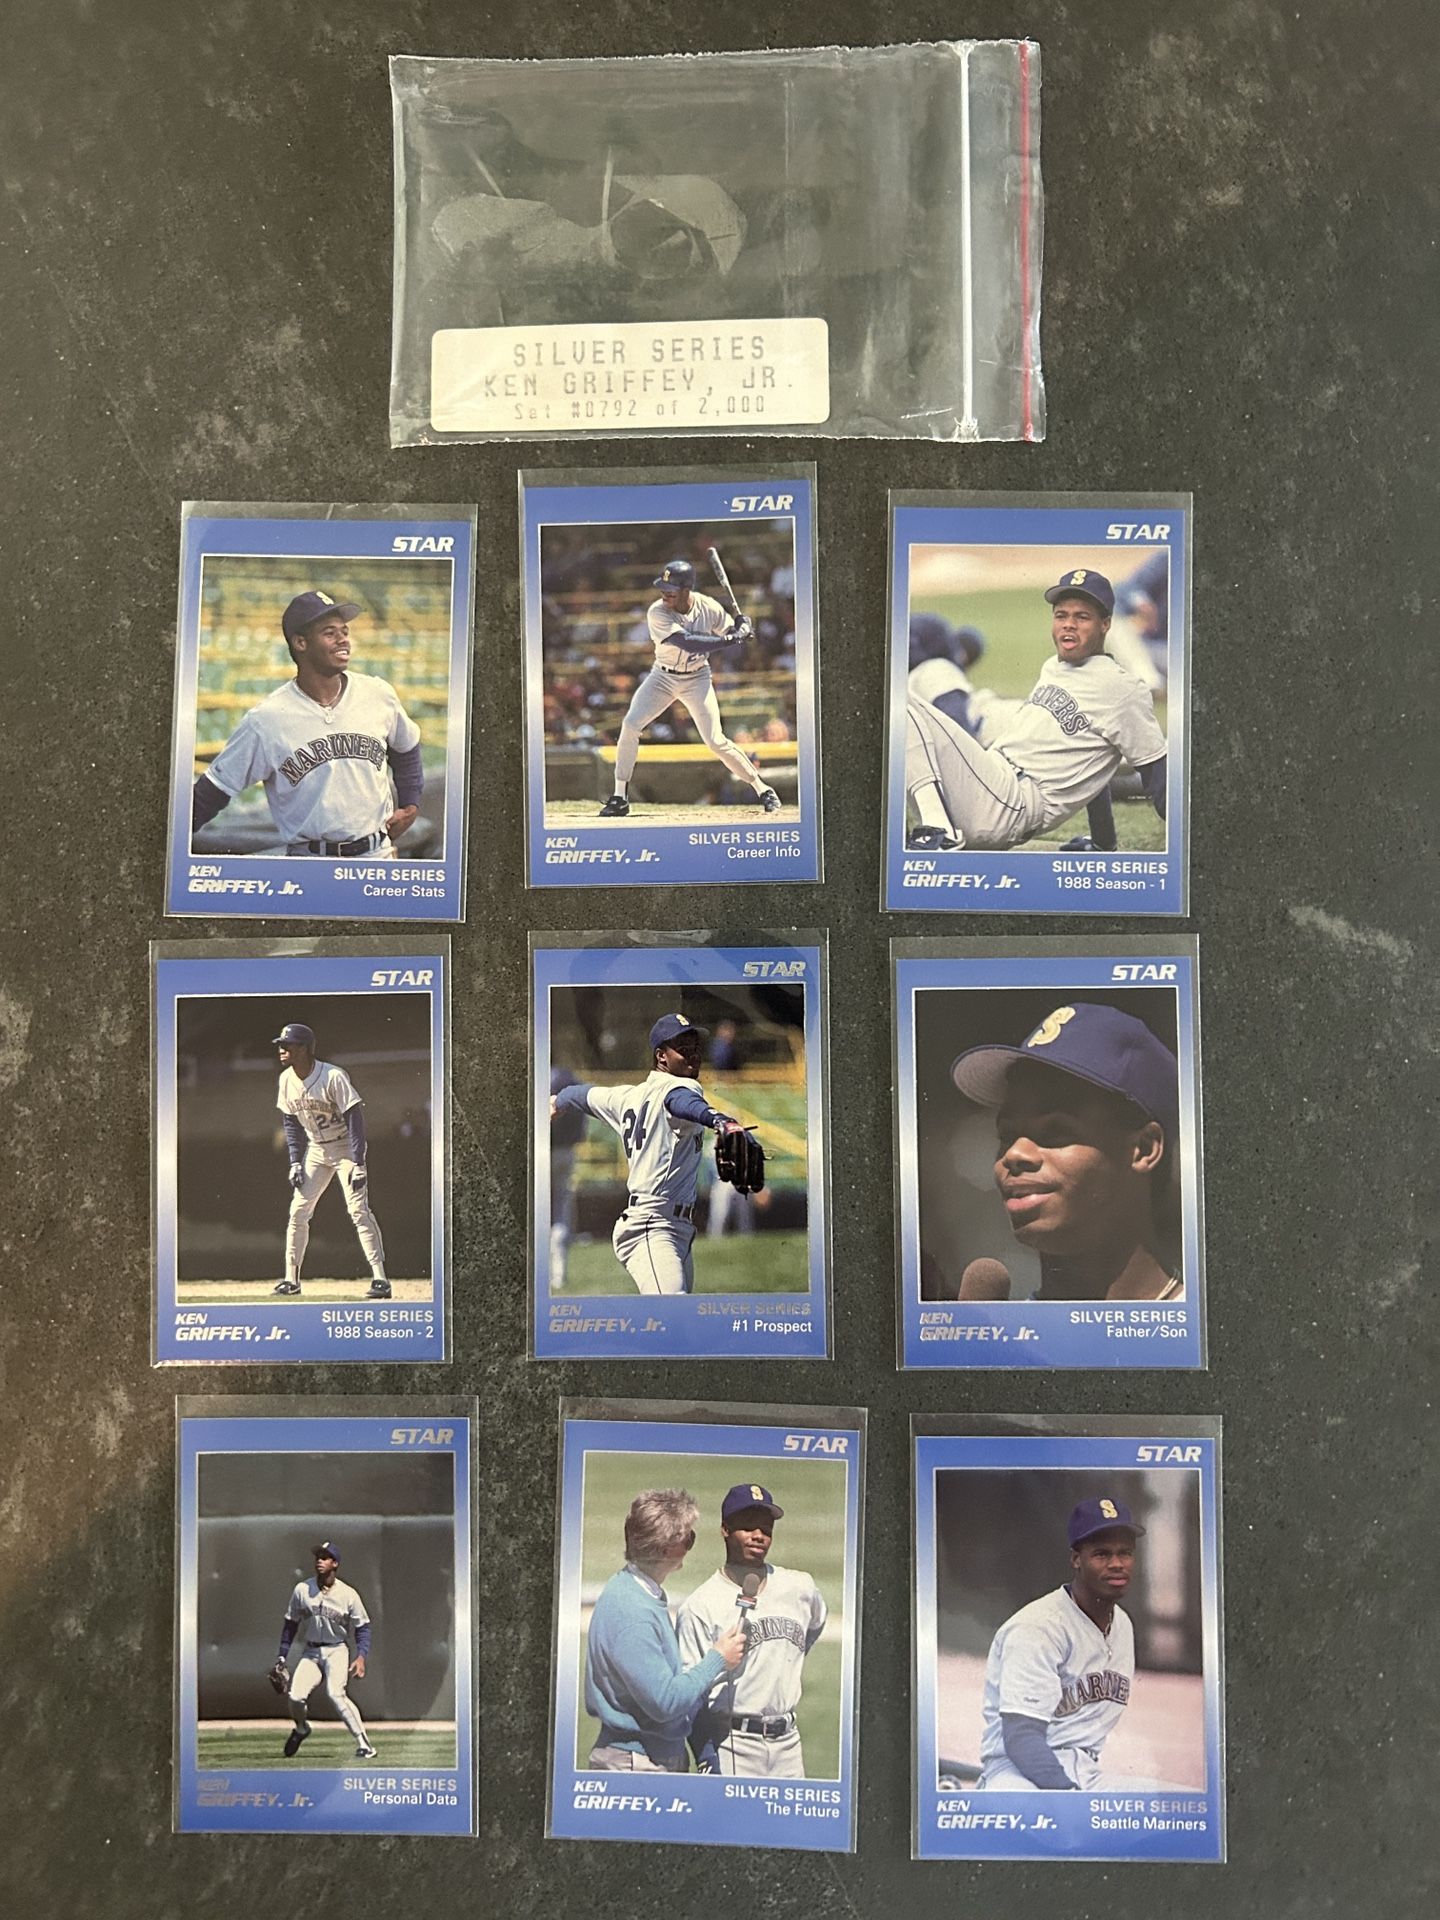 SILVER SERIES
KEN GRIFFEY, JR.
Set #0792 of 2,000
STAR
MARINERS
S
KEN
GRIFFEY, Jr.
SILVER SERIES
Career Stats
STAR
KEN
GRIFFEY, Jr.
SILVER SERIES
Career Info
STAR
S
KEN
GRIFFEY, Jr.
SILVER SERIES
1988 Season - 1
STAR
24
KEN
GRIFFEY, Jr.
SILVER SERIES
1988 Season - 2
STAR
S
24
KEN
GRIFFEY, Jr.
SILVER SERIES
#1 Prospect
STAR
S
KEN
GRIFFEY, Jr.
SILVER SERIES
Father/Son
STAR
KEN
GRIFFEY, Jr.
SILVER SERIES
Personal Data
STAR
S
KEN
GRIFFEY, Jr.
SILVER SERIES
The Future
STAR
S
KEN
GRIFFEY, Jr.
SILVER SERIES
Seattle Mariners